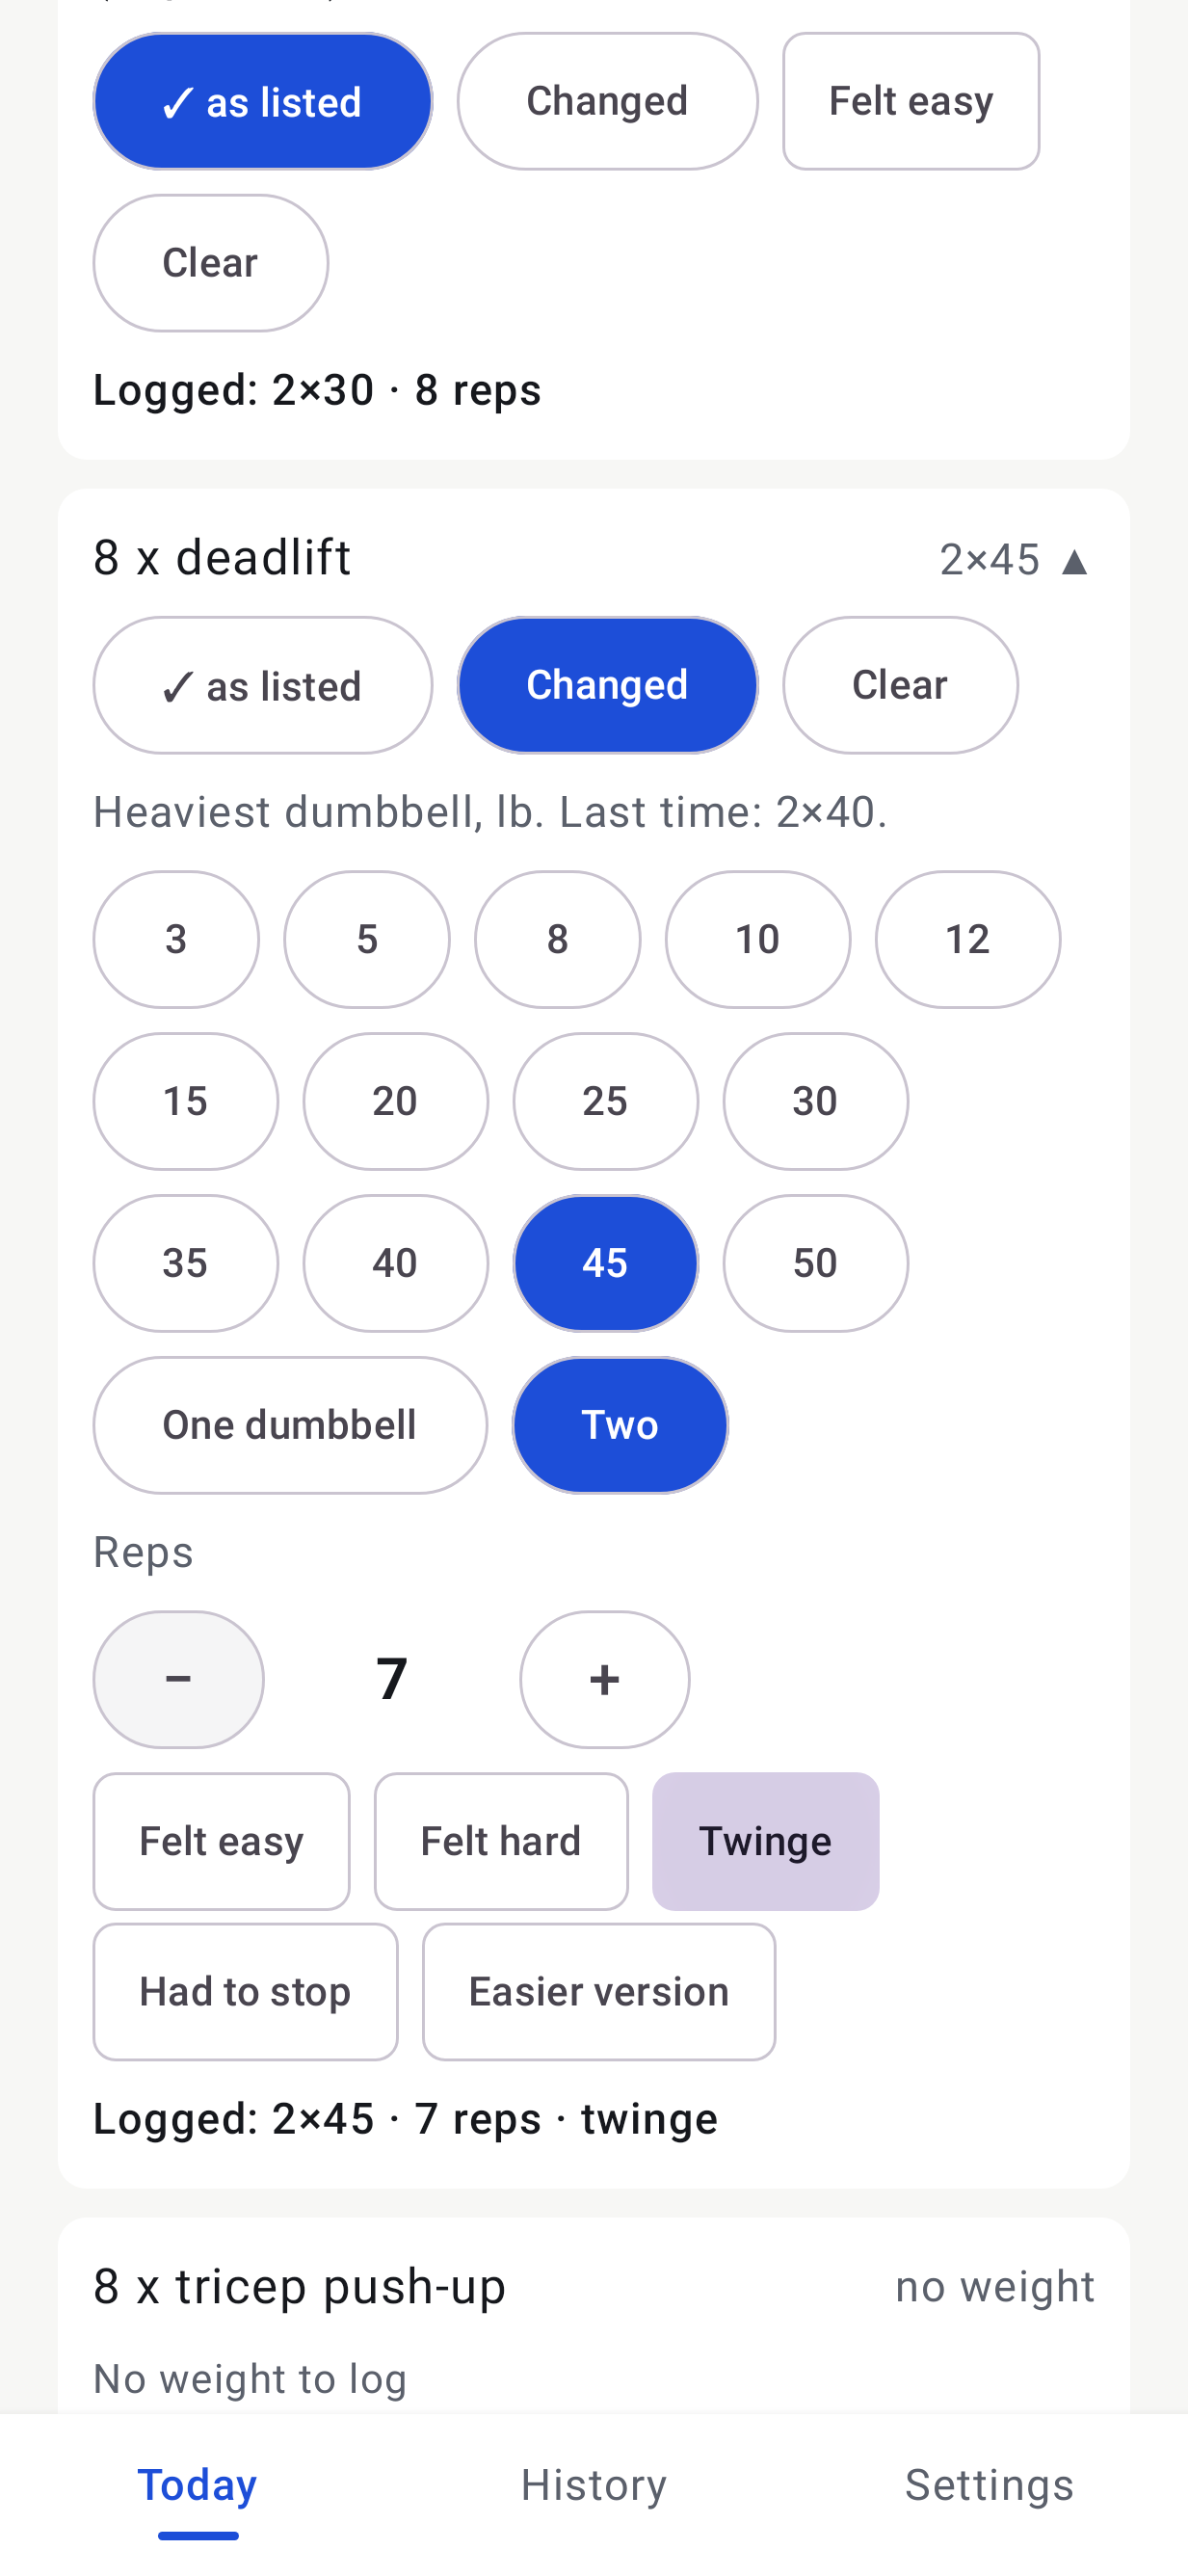 ✓ as listed Changed Felt easy
Clear
Logged: 2×30 · 8 reps
8 x deadlift 2×45 ▲
✓ as listed Changed Clear
Heaviest dumbbell, lb. Last time: 2×40.
3 5 8 10 12
15 20 25 30
35 40 45 50
One dumbbell Two
Reps
− 7 +
Felt easy Felt hard Twinge
Had to stop Easier version
Logged: 2×45 · 7 reps · twinge
8 x tricep push-up no weight
No weight to log
Today History Settings